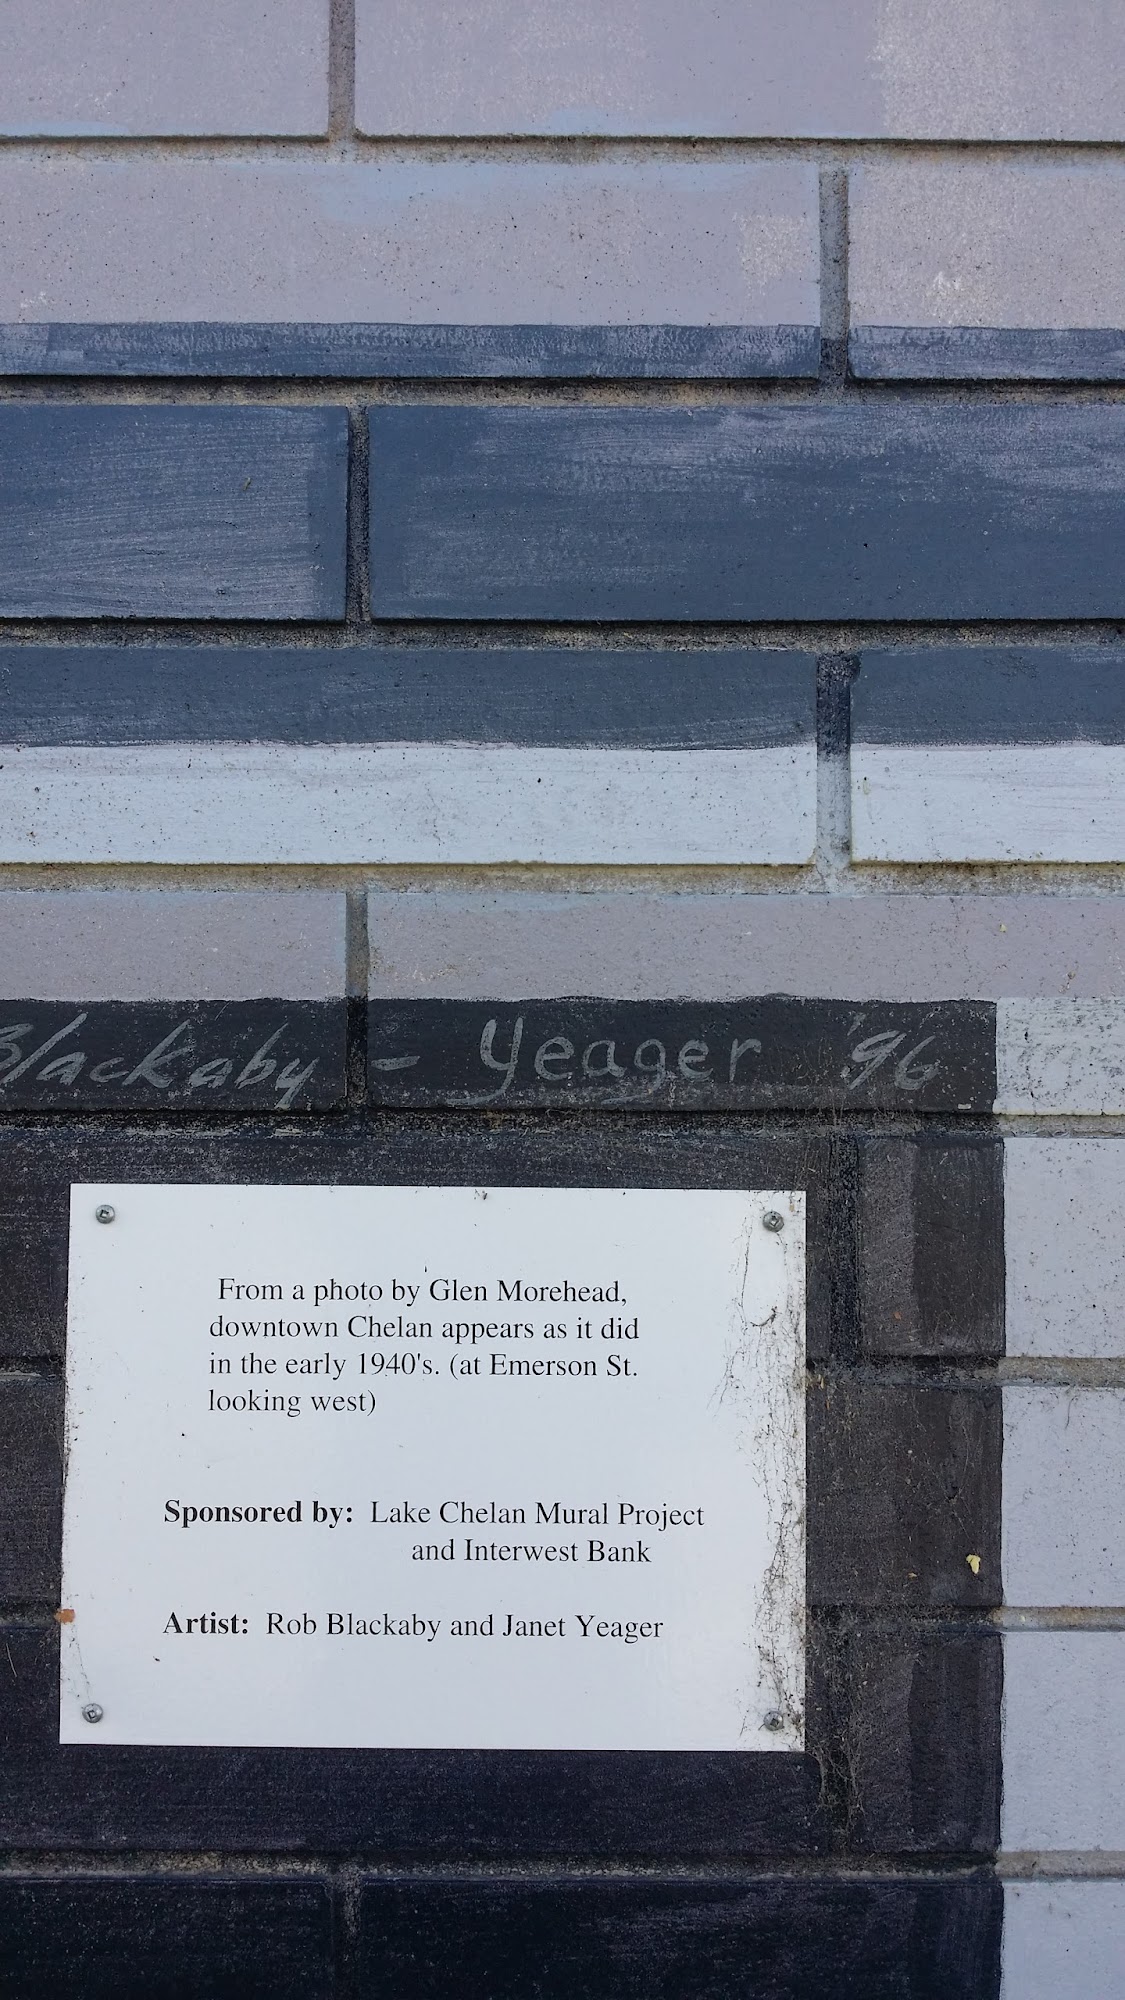 Blackaby - Yeager '96
From a photo by Glen Morehead,
downtown Chelan appears as it did
in the early 1940's. (at Emerson St.
looking west)
Sponsored by: Lake Chelan Mural Project
and Interwest Bank
Artist: Rob Blackaby and Janet Yeager